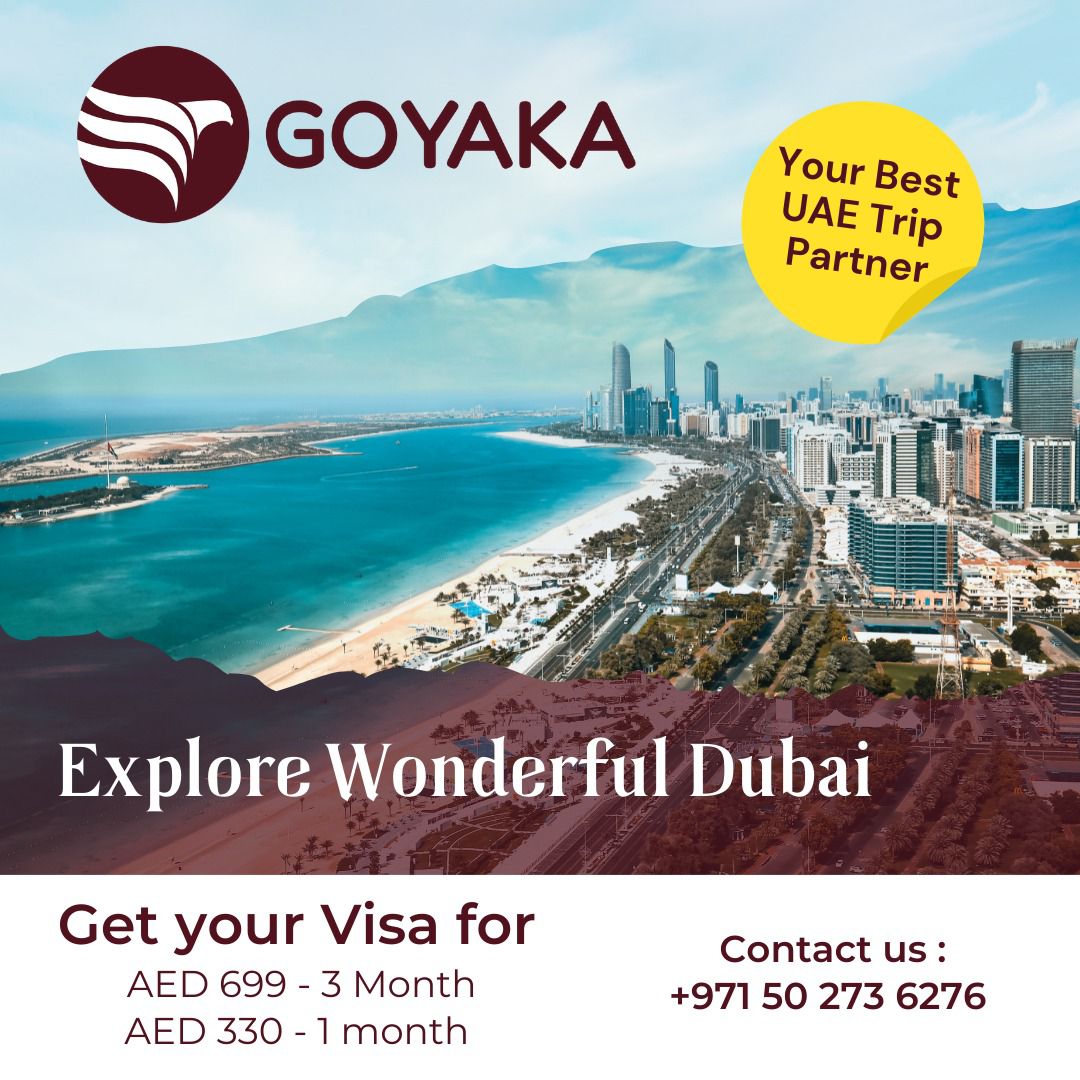 GOYAKA
Your Best
UAE Trip
Partner
Explore Wonderful Dubai
Get your Visa for
AED 699 - 3 Month
AED 330 - 1 month
Contact us :
+971 50 273 6276